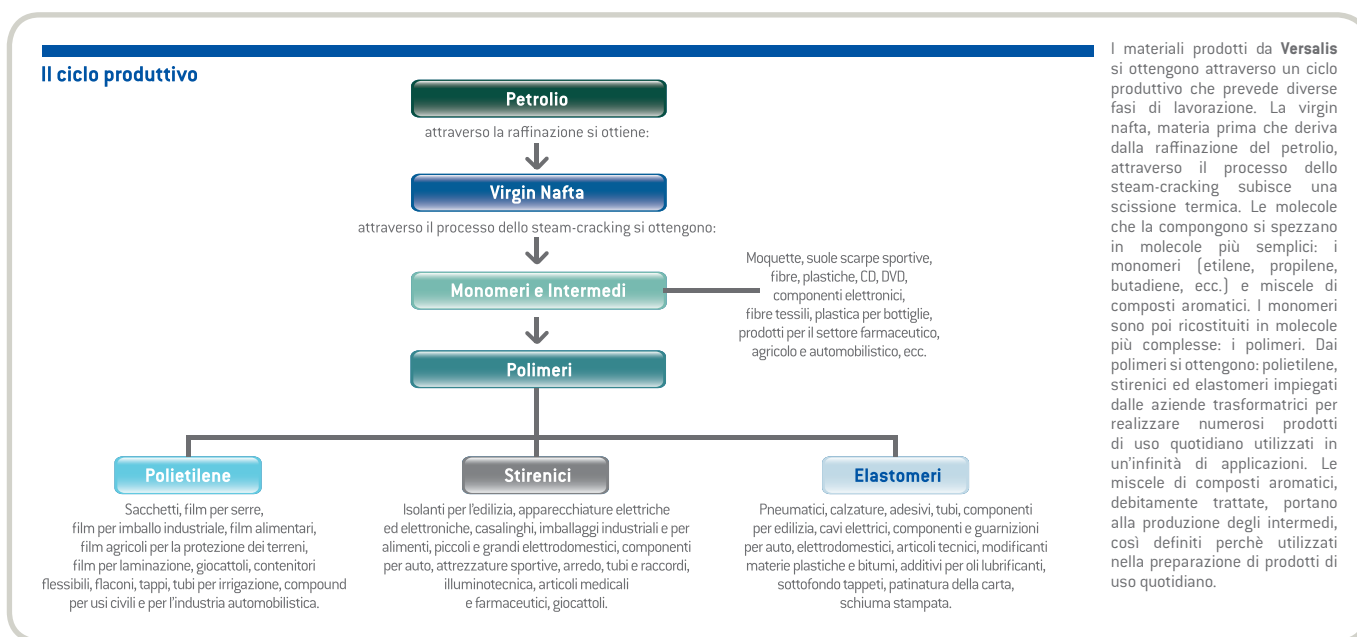 Il ciclo produttivo
Petrolio
attraverso la raffinazione si ottiene:
Virgin Nafta
attraverso il processo dello steam-cracking si ottengono:
Monomeri e Intermedi
Moquette, suole scarpe sportive,
fibre, plastiche, CD, DVD,
componenti elettronici,
fibre tessili, plastica per bottiglie,
prodotti per il settore farmaceutico,
agricolo e automobilistico, ecc.
Polimeri
Polietilene
Sacchetti, film per serre,
film per imballo industriale, film alimentari,
film agricoli per la protezione dei terreni,
film per laminazione, giocattoli, contenitori
flessibili, flaconi, tappi, tubi per irrigazione, compound
per usi civili e per l'industria automobilistica.
Stirenici
Isolanti per l'edilizia, apparecchiature elettriche
ed elettroniche, casalinghi, imballaggi industriali e per
alimenti, piccoli e grandi elettrodomestici, componenti
per auto, attrezzature sportive, arredo, tubi e raccordi,
illuminotecnica, articoli medicali
e farmaceutici, giocattoli.
Elastomeri
Pneumatici, calzature, adesivi, tubi, componenti
per edilizia, cavi elettrici, componenti e guarnizioni
per auto, elettrodomestici, articoli tecnici, modificanti
materie plastiche e bitumi, additivi per oli lubrificanti,
sottofondo tappeti, patinatura della carta,
schiuma stampata.
I materiali prodotti da Versalis
si ottengono attraverso un ciclo
produttivo che prevede diverse
fasi di lavorazione. La virgin
nafta, materia prima che deriva
dalla raffinazione del petrolio,
attraverso il processo dello
steam-cracking subisce una
scissione termica. Le molecole
che la compongono si spezzano
in molecole più semplici: i
monomeri (etilene, propilene,
butadiene, ecc.) e miscele di
composti aromatici. I monomeri
sono poi ricostituiti in molecole
più complesse: i polimeri. Dai
polimeri si ottengono: polietilene,
stirenici ed elastomeri impiegati
dalle aziende trasformatrici per
realizzare numerosi prodotti
di uso quotidiano utilizzati in
un'infinità di applicazioni. Le
miscele di composti aromatici,
debitamente trattate, portano
alla produzione degli intermedi,
così definiti perchè utilizzati
nella preparazione di prodotti di
uso quotidiano.